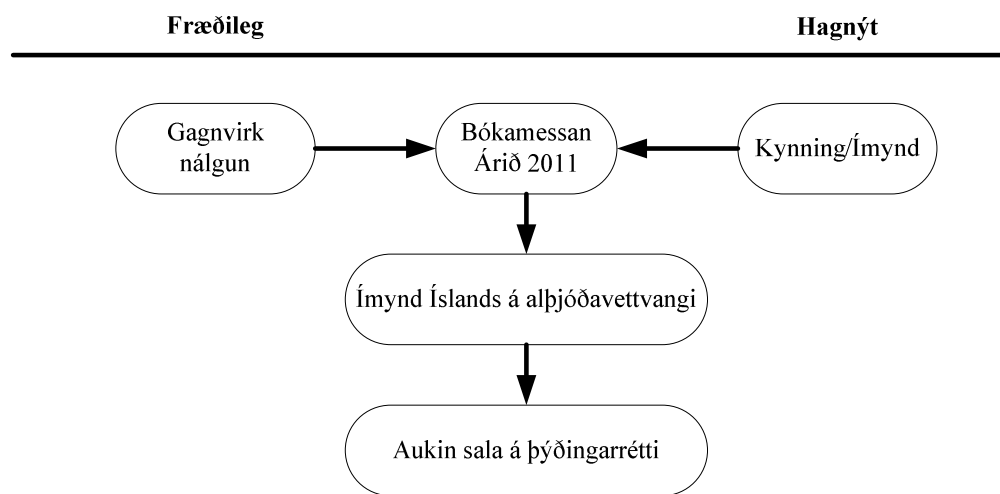 Fræðileg
Hagnýt
Gagnvirk
nálgun
Bókamessan
Árið 2011
Kynning/Ímynd
Ímynd Íslands á alþjóðavettvangi
Aukin sala á þýðingarrétti